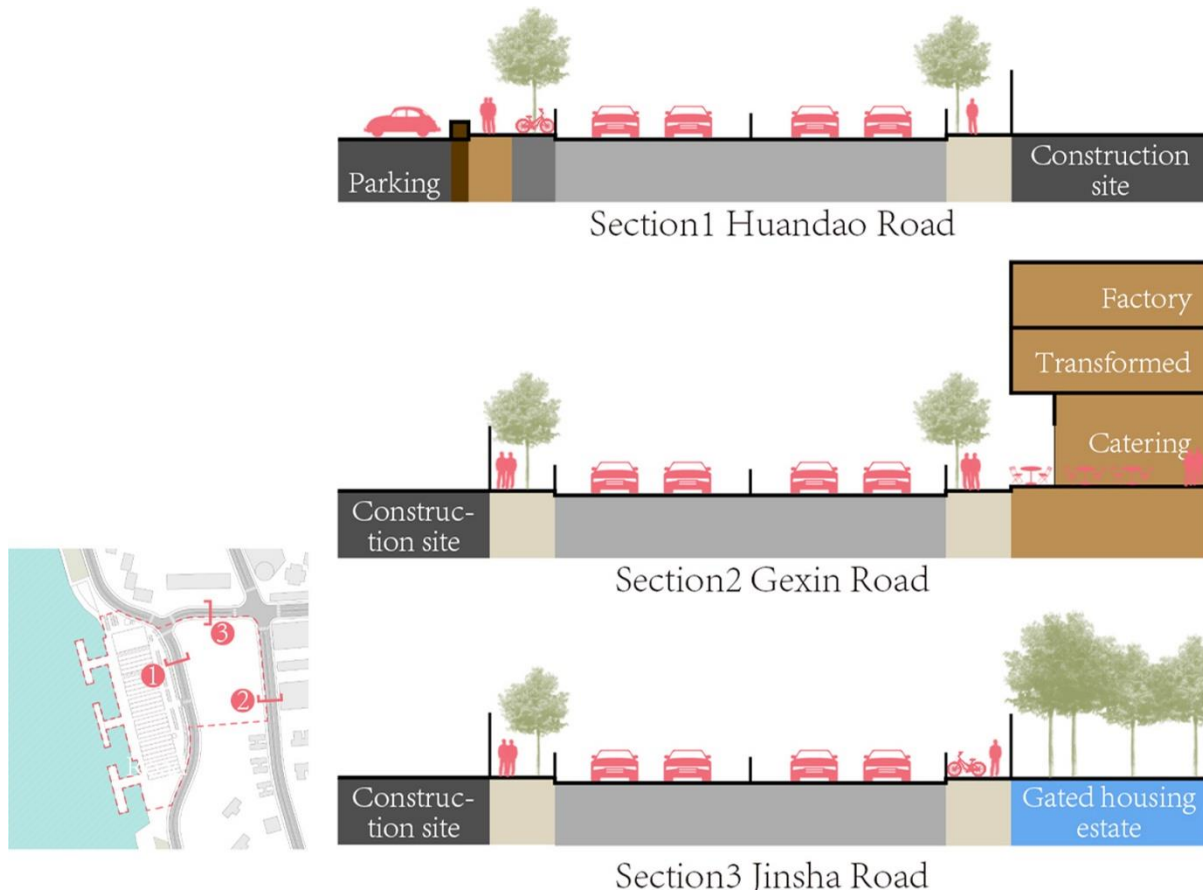 Parking
Construction
site
Section1 Huandao Road
Factory
Transformed
Catering
Construc-
tion site
Section2 Gexin Road
3
1
2
Construc-
tion site
Gated housing
estate
Section3 Jinsha Road